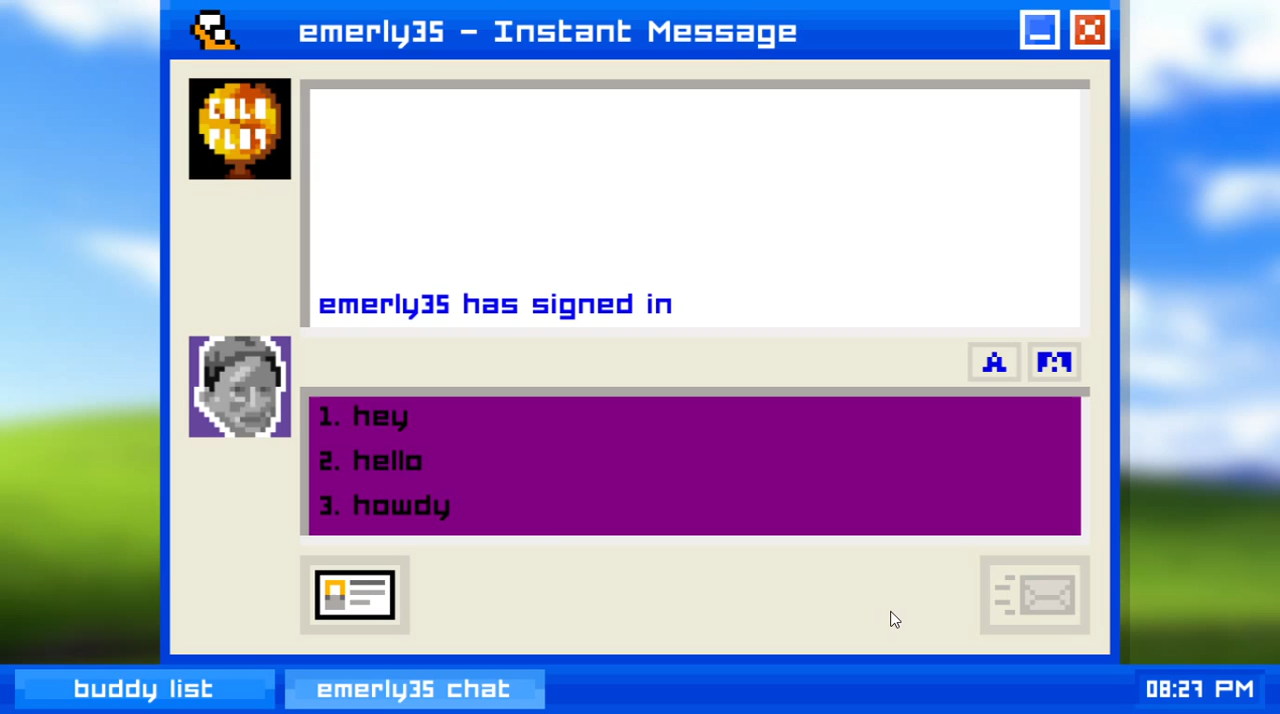 emerly35 - Instant Message
COLD
PLAY
emerly35 has signed in
A
A
1. hey
2. hello
3. howdy
buddy list
emerly35 chat
08:27 PM